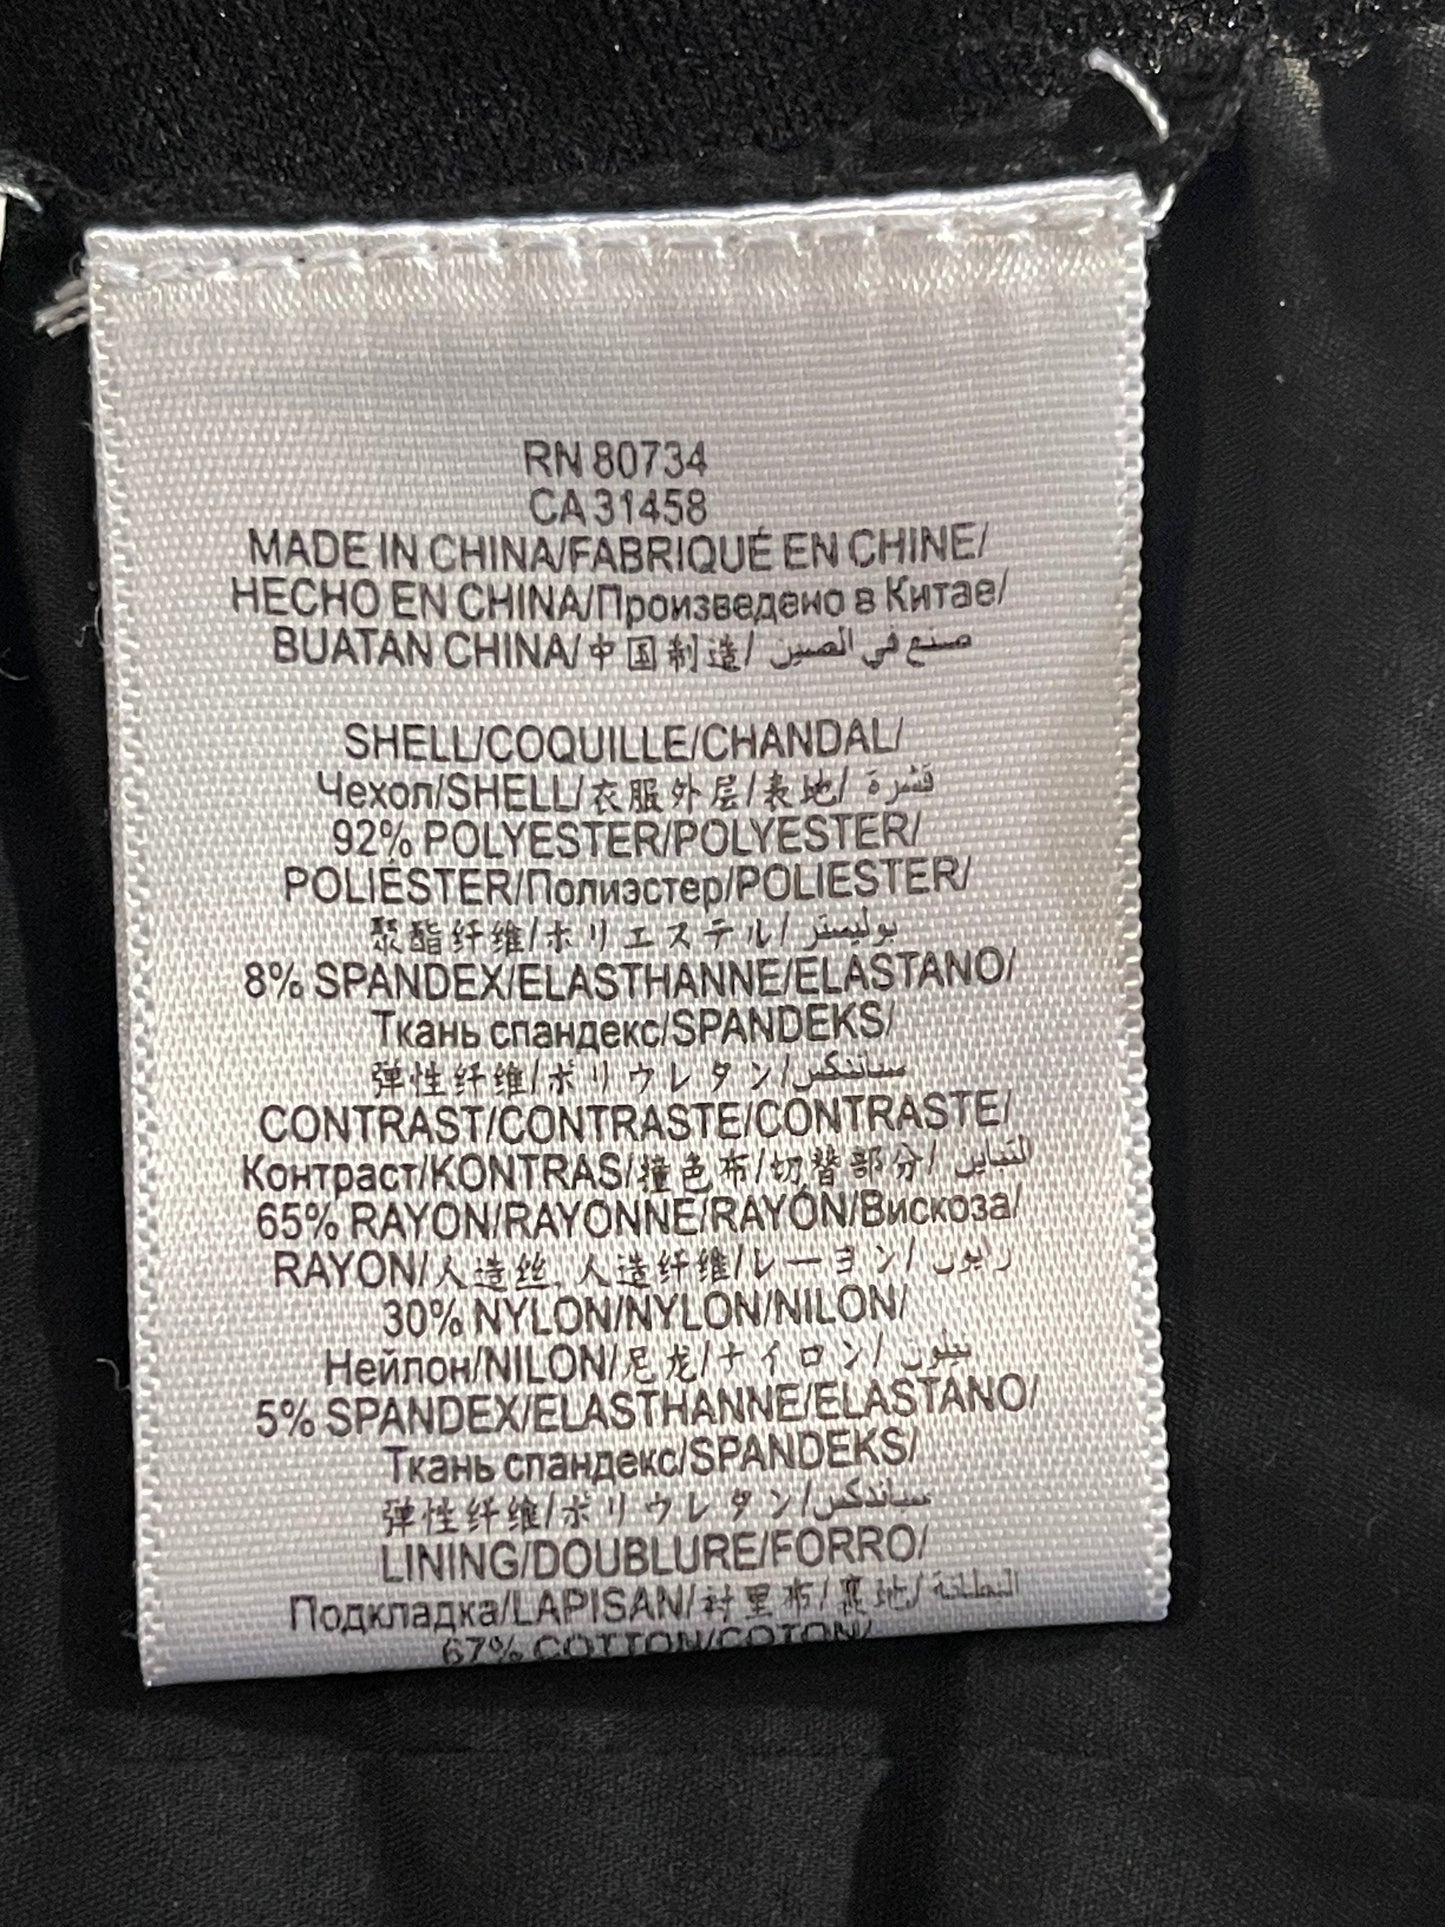 RN 80734
CA 31458
MADE IN CHINA/FABRIQUÉ EN CHINE/
HECHO EN CHINA/Произведено в Китае/
BUATAN CHINA/中国制造/ صنع في الصين
SHELL/COQUILLE/CHANDAL/
Чехол/SHELL/衣服外层/表地/ قشرة
92% POLYESTER/POLYESTER/
POLIÉSTER/Полиэстер/POLIESTER/
聚酯纤维/ポリエステル/ بوليستر
8% SPANDEX/ELASTHANNE/ELASTANO/
Ткань спандекс/SPANDEKS/
弹性纤维/ポリウレタン/
CONTRAST/CONTRASTE/CONTRASTE/
Контраст/KONTRAS/撞色布/切替部分/
65% RAYON/RAYONNE/RAYÓN/Вискоза/
RAYON/人造丝, 人造纤维/レーヨン/ رايون
30% NYLON/NYLON/NILON/
Нейлон/NILON/尼龙/ナイロン/ نيلون
5% SPANDEX/ELASTHANNE/ELASTANO/
Ткань спандекс/SPANDEKS/
弹性纤维/ポリウレタン/
LINING/DOUBLURE/FORRO/
Подкладка/LAPISAN/衬里布/裏地/ البطانة
67% COTTON/COTON/